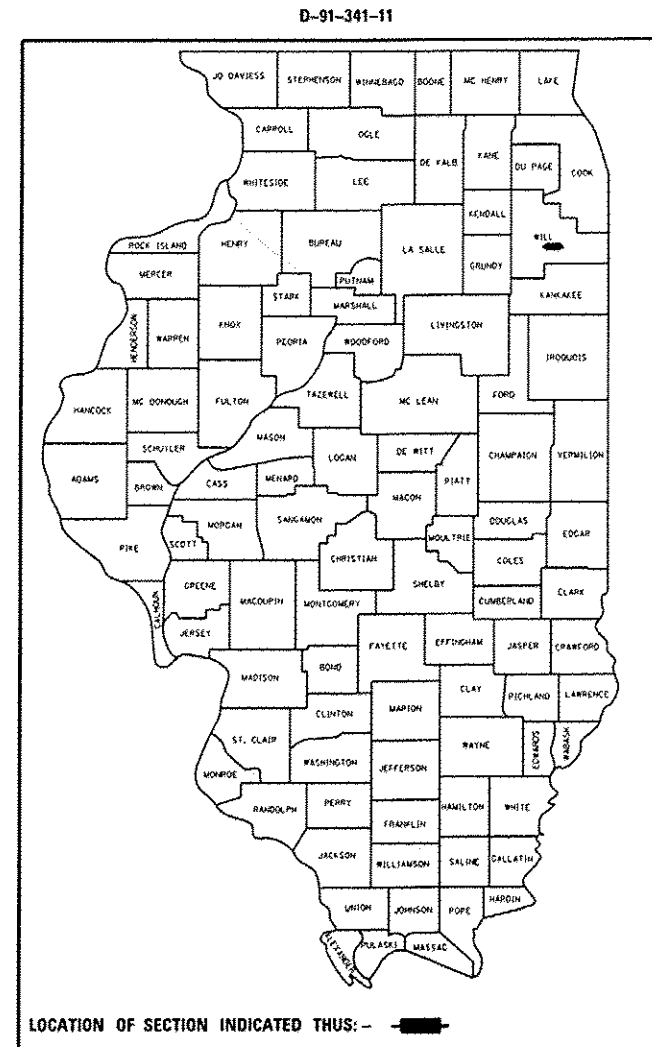 D-91-341-11
JO DAVIESS STEPHENSON WINNEBAGO BOONE MC HENRY LAKE
CARROLL OGLE
DE KALB KANE DU PAGE COOK
WHITESIDE LEE
KENDALL
WILL
ROCK ISLAND HENRY BUREAU LA SALLE
GRUNDY
MERCER PUTNAM
KANKAKEE
STARK MARSHALL
HENDERSON WARREN KNOX PEORIA WOODFORD LIVINGSTON
IROQUOIS
HANCOCK MC DONOUGH FULTON TAZEWELL MC LEAN FORD
MASON
SCHUYLER LOGAN DE WITT CHAMPAIGN VERMILION
ADAMS BROWN CASS MENARD PIATT
MACON
MORGAN SANGAMON DOUGLAS
PIKE SCOTT MOULTRIE EDGAR
CHRISTIAN COLES
GREENE SHELBY
CALHOUN MACOUPIN MONTGOMERY CUMBERLAND CLARK
JERSEY
FAYETTE EFFINGHAM JASPER CRAWFORD
BOND
MADISON CLAY RICHLAND LAWRENCE
CLINTON MARION
ST. CLAIR WAYNE EDWARDS WABASH
WASHINGTON JEFFERSON
MONROE
RANDOLPH PERRY HAMILTON WHITE
FRANKLIN
JACKSON WILLIAMSON SALINE GALLATIN
UNION JOHNSON POPE HARDIN
ALEXANDER PULASKI MASSAC
LOCATION OF SECTION INDICATED THUS: -